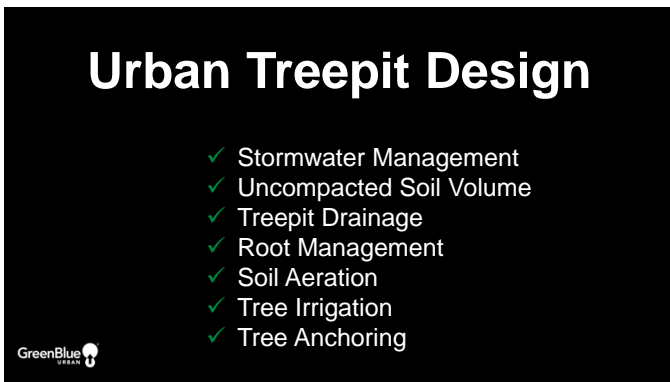 Urban Treepit Design
✓ Stormwater Management
✓ Uncompacted Soil Volume
✓ Treepit Drainage
✓ Root Management
✓ Soil Aeration
✓ Tree Irrigation
✓ Tree Anchoring
GreenBlue
URBAN